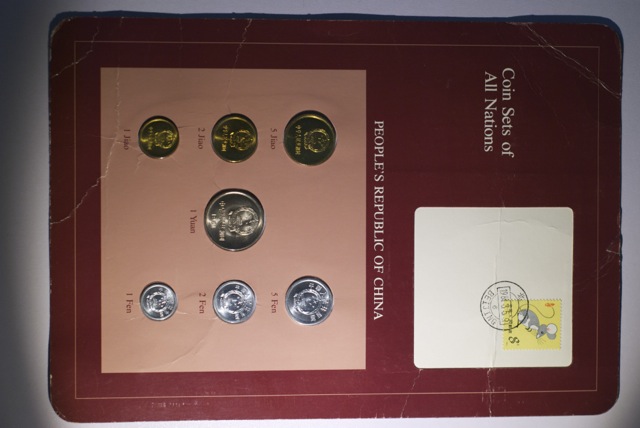 Coin Sets of
All Nations
PEOPLE'S REPUBLIC OF CHINA
5 Jiao
2 Jiao
1 Jiao
1 Yuan
5 Fen
2 Fen
1 Fen